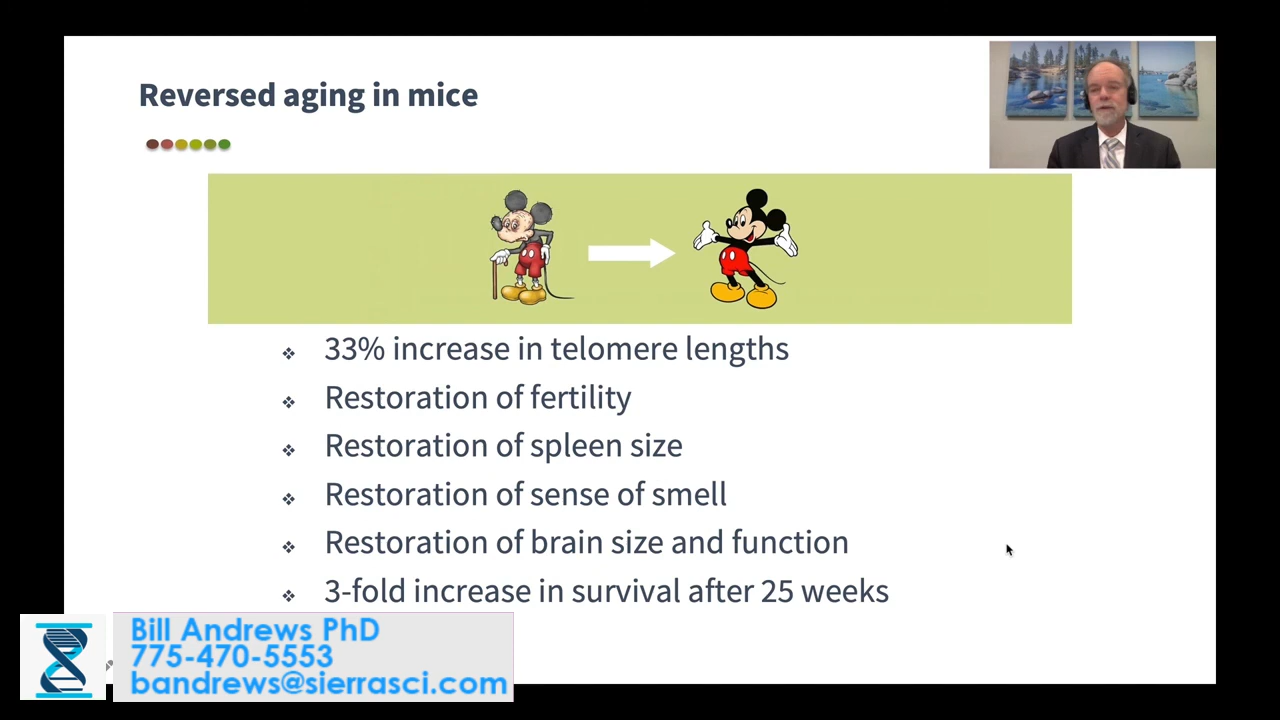 Reversed aging in mice
33% increase in telomere lengths
Restoration of fertility
Restoration of spleen size
Restoration of sense of smell
Restoration of brain size and function
3-fold increase in survival after 25 weeks
Bill Andrews PhD
775-470-5553
bandrews@sierrasci.com